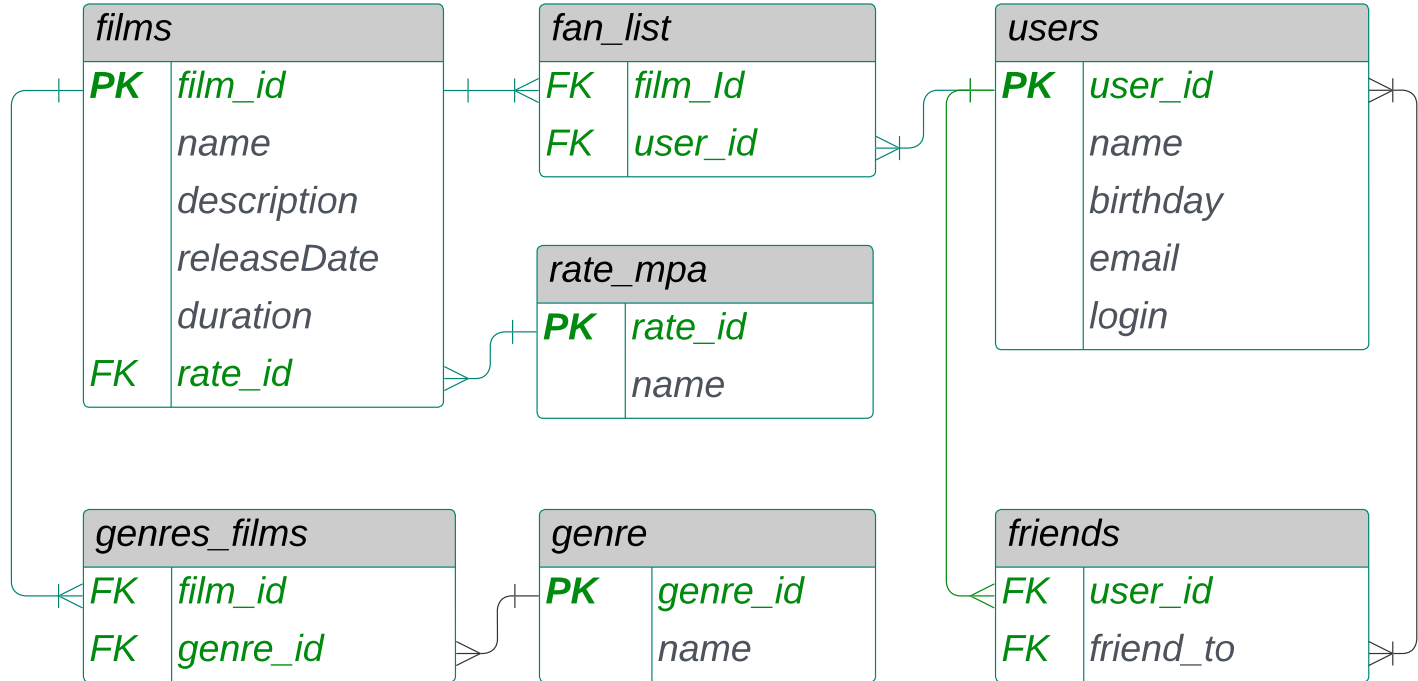 films
PK film_id
name
description
releaseDate
duration
FK rate_id
fan_list
FK film_Id
FK user_id
users
PK user_id
name
birthday
email
login
rate_mpa
PK rate_id
name
genres_films
FK film_id
FK genre_id
genre
PK genre_id
name
friends
FK user_id
FK friend_to